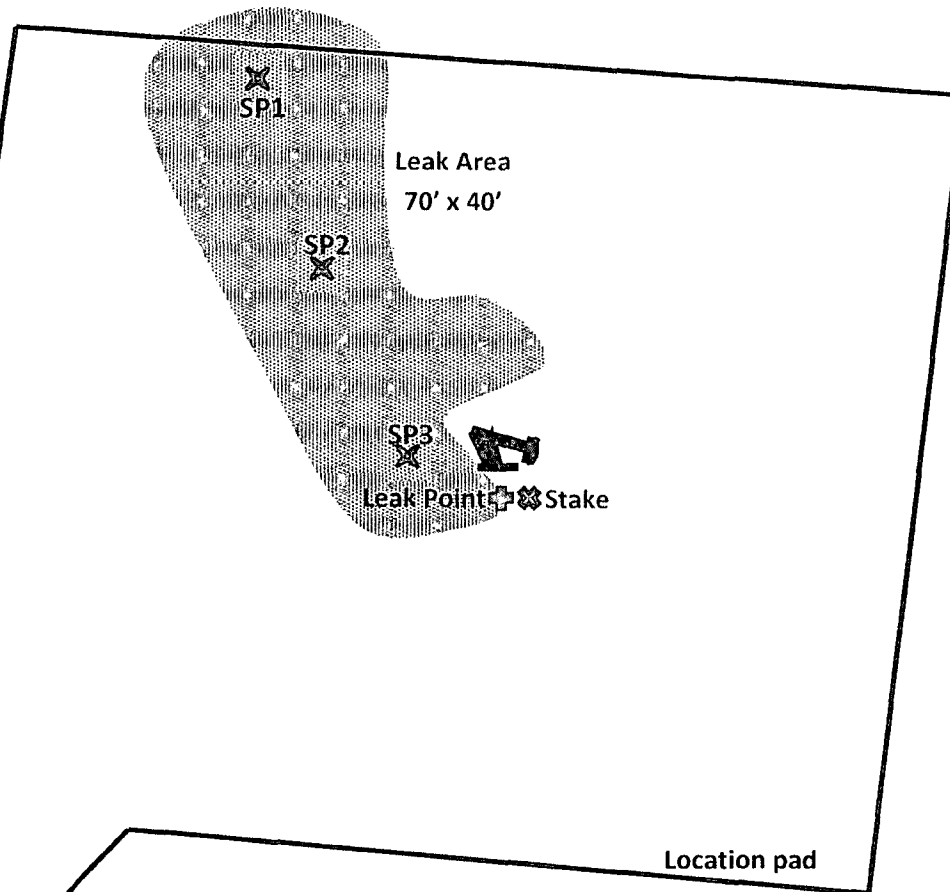 SP1
Leak Area
70' x 40'
SP2
SP3
Leak Point
Stake
Location pad